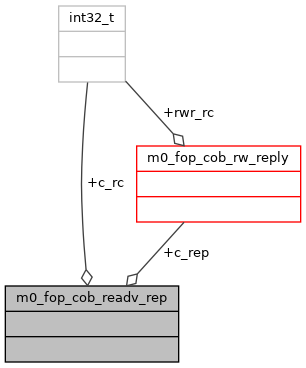 int32_t
+rwr_rc
m0_fop_cob_rw_reply
+c_rc
+c_rep
m0_fop_cob_readv_rep